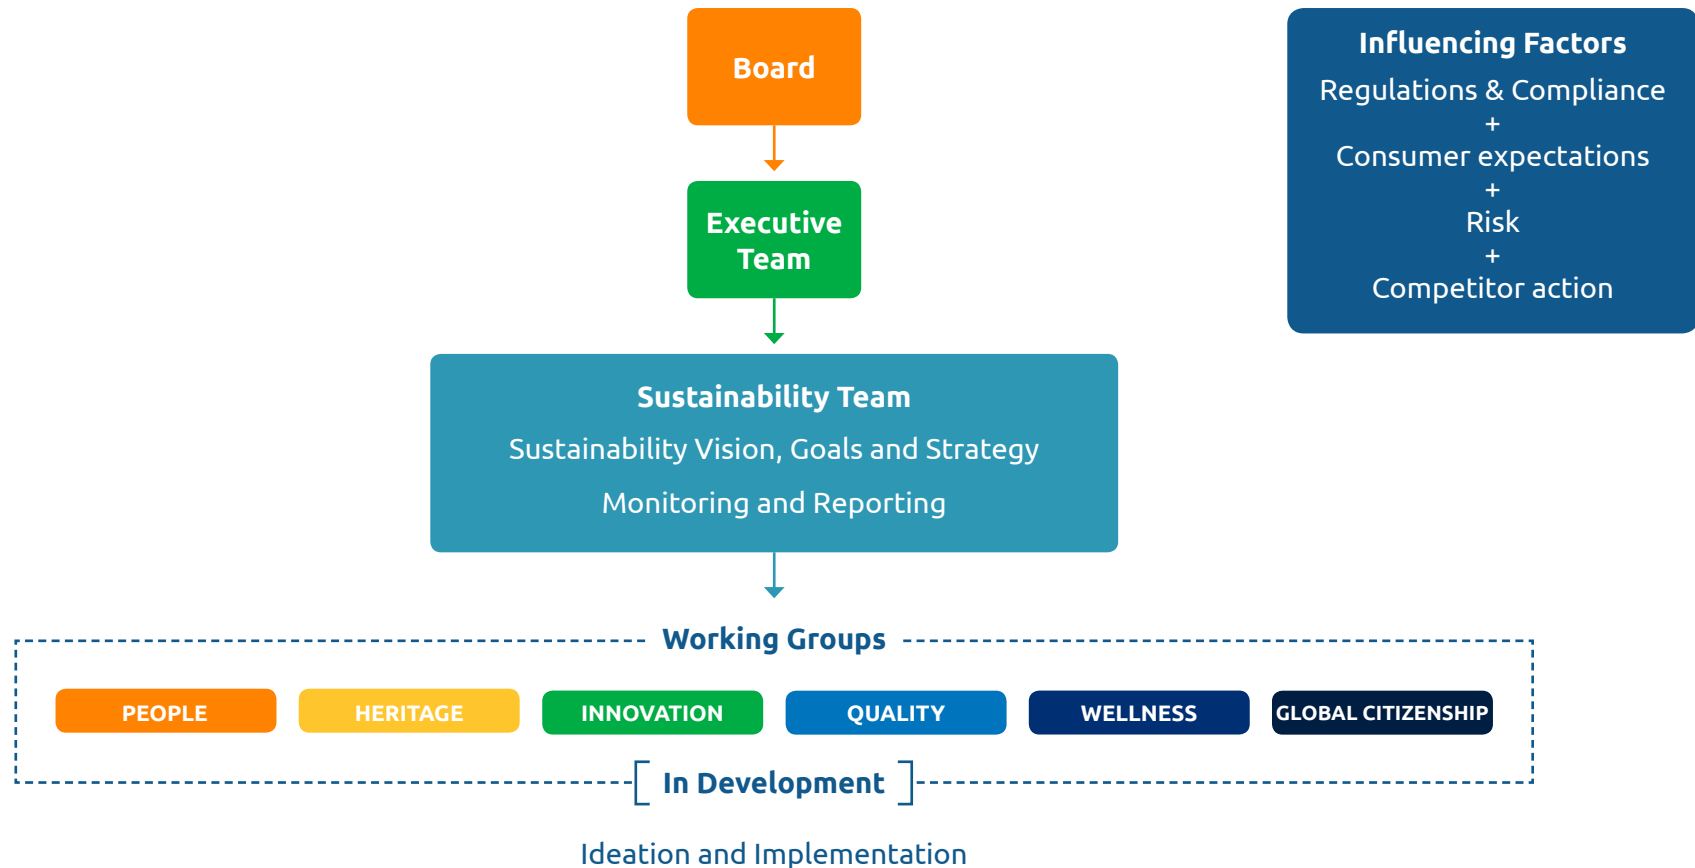 Board
Executive
Team
Sustainability Team
Sustainability Vision, Goals and Strategy
Monitoring and Reporting
Influencing Factors
Regulations & Compliance
+
Consumer expectations
+
Risk
+
Competitor action
Working Groups
PEOPLE
HERITAGE
INNOVATION
QUALITY
WELLNESS
GLOBAL CITIZENSHIP
[ In Development ]
Ideation and Implementation